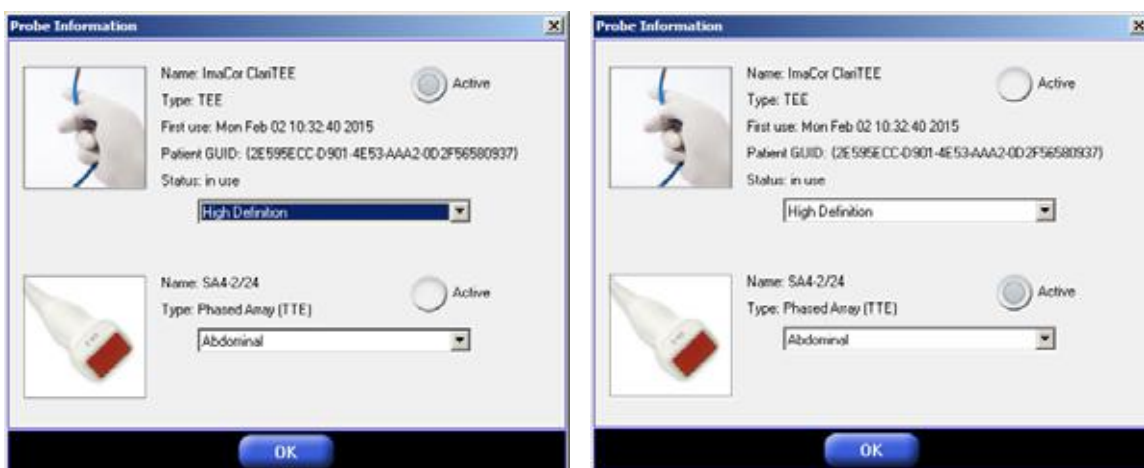 Probe Information
Name: ImaCor ClariTEE
Active
Type: TEE
First use: Mon Feb 02 10:32:40 2015
Patient GUID: {2E595ECC-D901-4E53-AAA2-0D2F56580937}
Status: in use
High Definition
Name: SA4-2/24
Active
Type: Phased Array (TTE)
Abdominal
OK
Probe Information
Name: ImaCor ClariTEE
Active
Type: TEE
First use: Mon Feb 02 10:32:40 2015
Patient GUID: {2E595ECC-D901-4E53-AAA2-0D2F56580937}
Status: in use
High Definition
Name: SA4-2/24
Active
Type: Phased Array (TTE)
Abdominal
OK